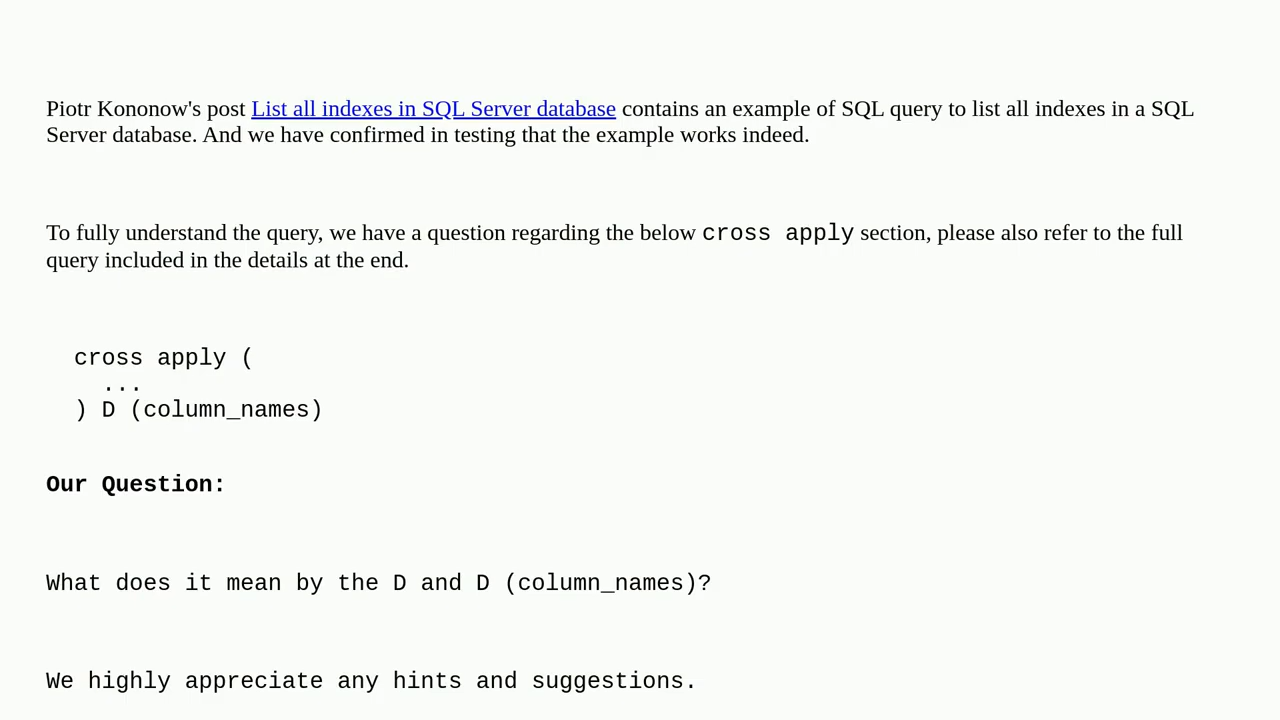 Piotr Kononow's post List all indexes in SQL Server database contains an example of SQL query to list all indexes in a SQL
Server database. And we have confirmed in testing that the example works indeed.
To fully understand the query, we have a question regarding the below cross apply section, please also refer to the full
query included in the details at the end.
cross apply (
...
) D (column_names)
Our Question:
What does it mean by the D and D (column_names)?
We highly appreciate any hints and suggestions.